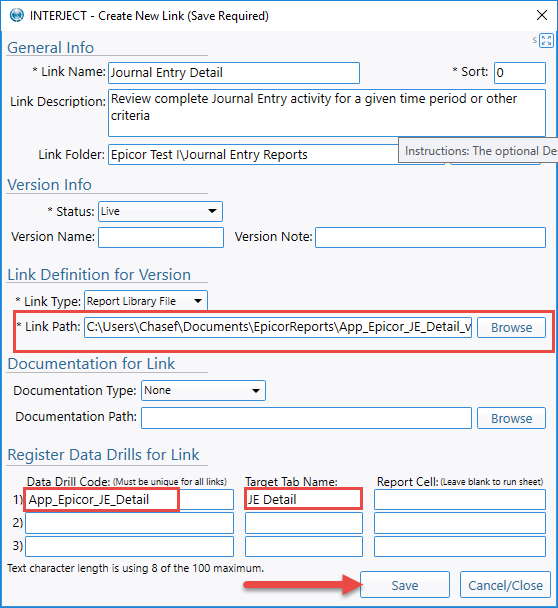 INTERJECT - Create New Link (Save Required)
General Info
s
* Link Name: Journal Entry Detail * Sort: 0
Link Description: Review complete Journal Entry activity for a given time period or other
criteria
Link Folder: Epicor Test I\Journal Entry Reports
Instructions: The optional Des
Version Info
* Status: Live
Version Name: Version Note:
Link Definition for Version
* Link Type: Report Library File
* Link Path: C:\Users\Chasef\Documents\EpicorReports\App_Epicor_JE_Detail_v Browse
Documentation for Link
Documentation Type: None
Documentation Path: Browse
Register Data Drills for Link
Data Drill Code: (Must be unique for all links) Target Tab Name: Report Cell: (Leave blank to run sheet)
1) App_Epicor_JE_Detail JE Detail
2)
3)
Text character length is using 8 of the 100 maximum.
Save Cancel/Close